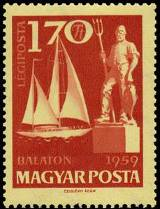 LÉGIPOSTA
1.70 Ft
BALATON 1959
MAGYAR POSTA